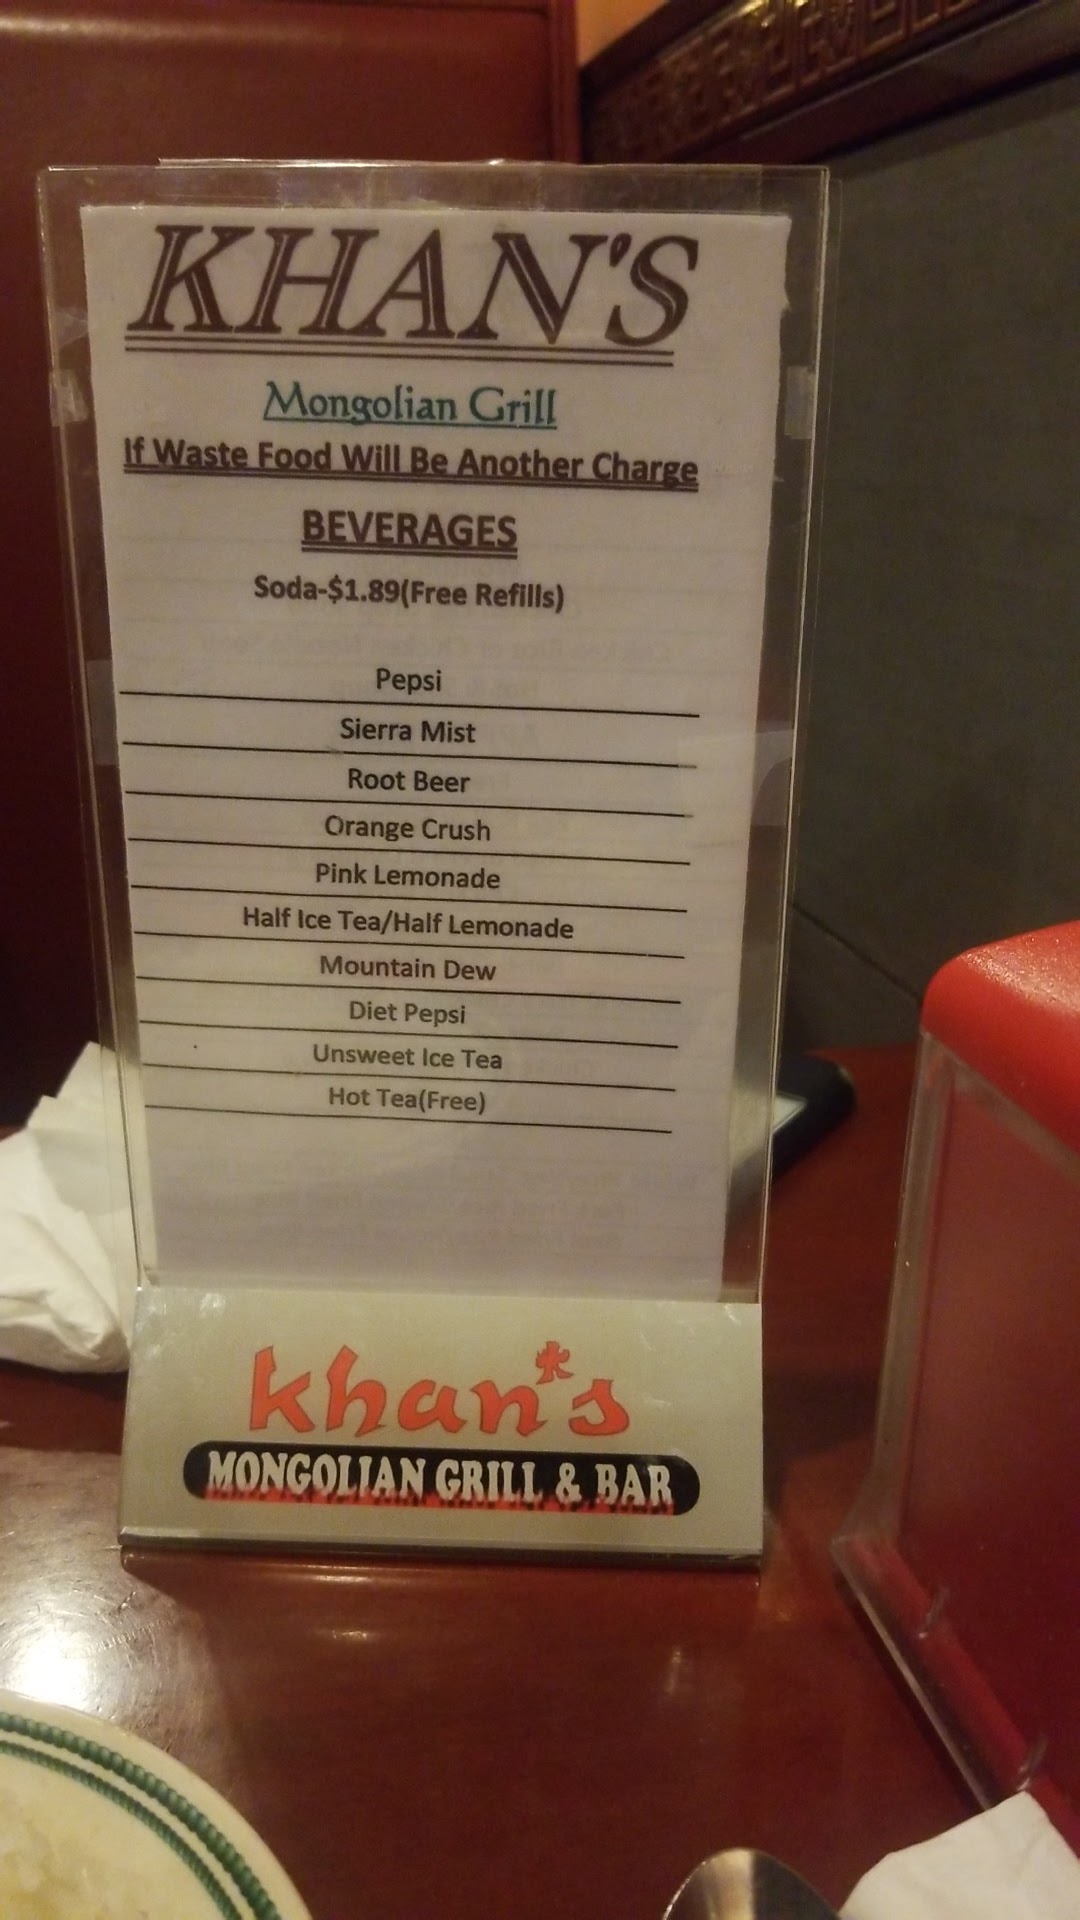 KHAN'S
Mongolian Grill
If Waste Food Will Be Another Charge
BEVERAGES
Soda-$1.89(Free Refills)
Pepsi
Sierra Mist
Root Beer
Orange Crush
Pink Lemonade
Half Ice Tea/Half Lemonade
Mountain Dew
Diet Pepsi
Unsweet Ice Tea
Hot Tea(Free)
khan's
MONGOLIAN GRILL & BAR